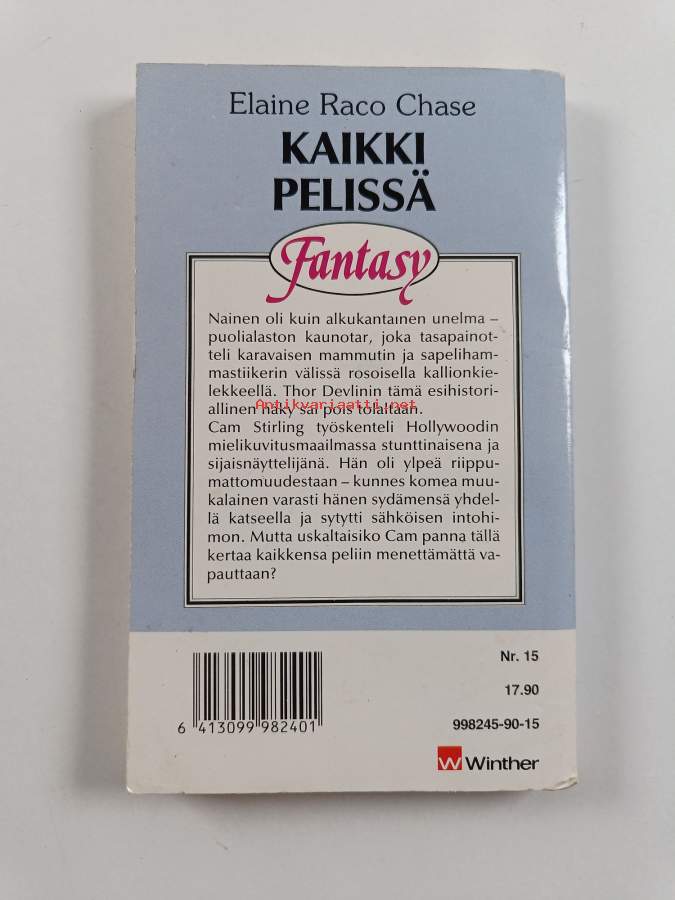 Elaine Raco Chase
KAIKKI
PELISSÄ
Fantasy
Nainen oli kuin alkukantainen unelma –
puolialaston kaunotar, joka tasapainot-
teli karavaisen mammutin ja sapeliham-
mastiikerin välissä rosoisella kallionkie-
lekkeellä. Thor Devlinin tämä esihistori-
Antikvariaatti.net
allinen näky sai pois tolaltaan.
Cam Stirling työskenteli Hollywoodin
mielikuvitusmaailmassa stunttinaisena ja
sijaisnäyttelijänä. Hän oli ylpeä riippu-
mattomuudestaan – kunnes komea muu-
kalainen varasti hänen sydämensä yhdel-
lä katseella ja sytytti sähköisen intohi-
mon. Mutta uskaltaisiko Cam panna tällä
kertaa kaikkensa peliin menettämättä va-
pauttaan?
Nr. 15
17.90
998245-90-15
6 413099 982401
W Winther